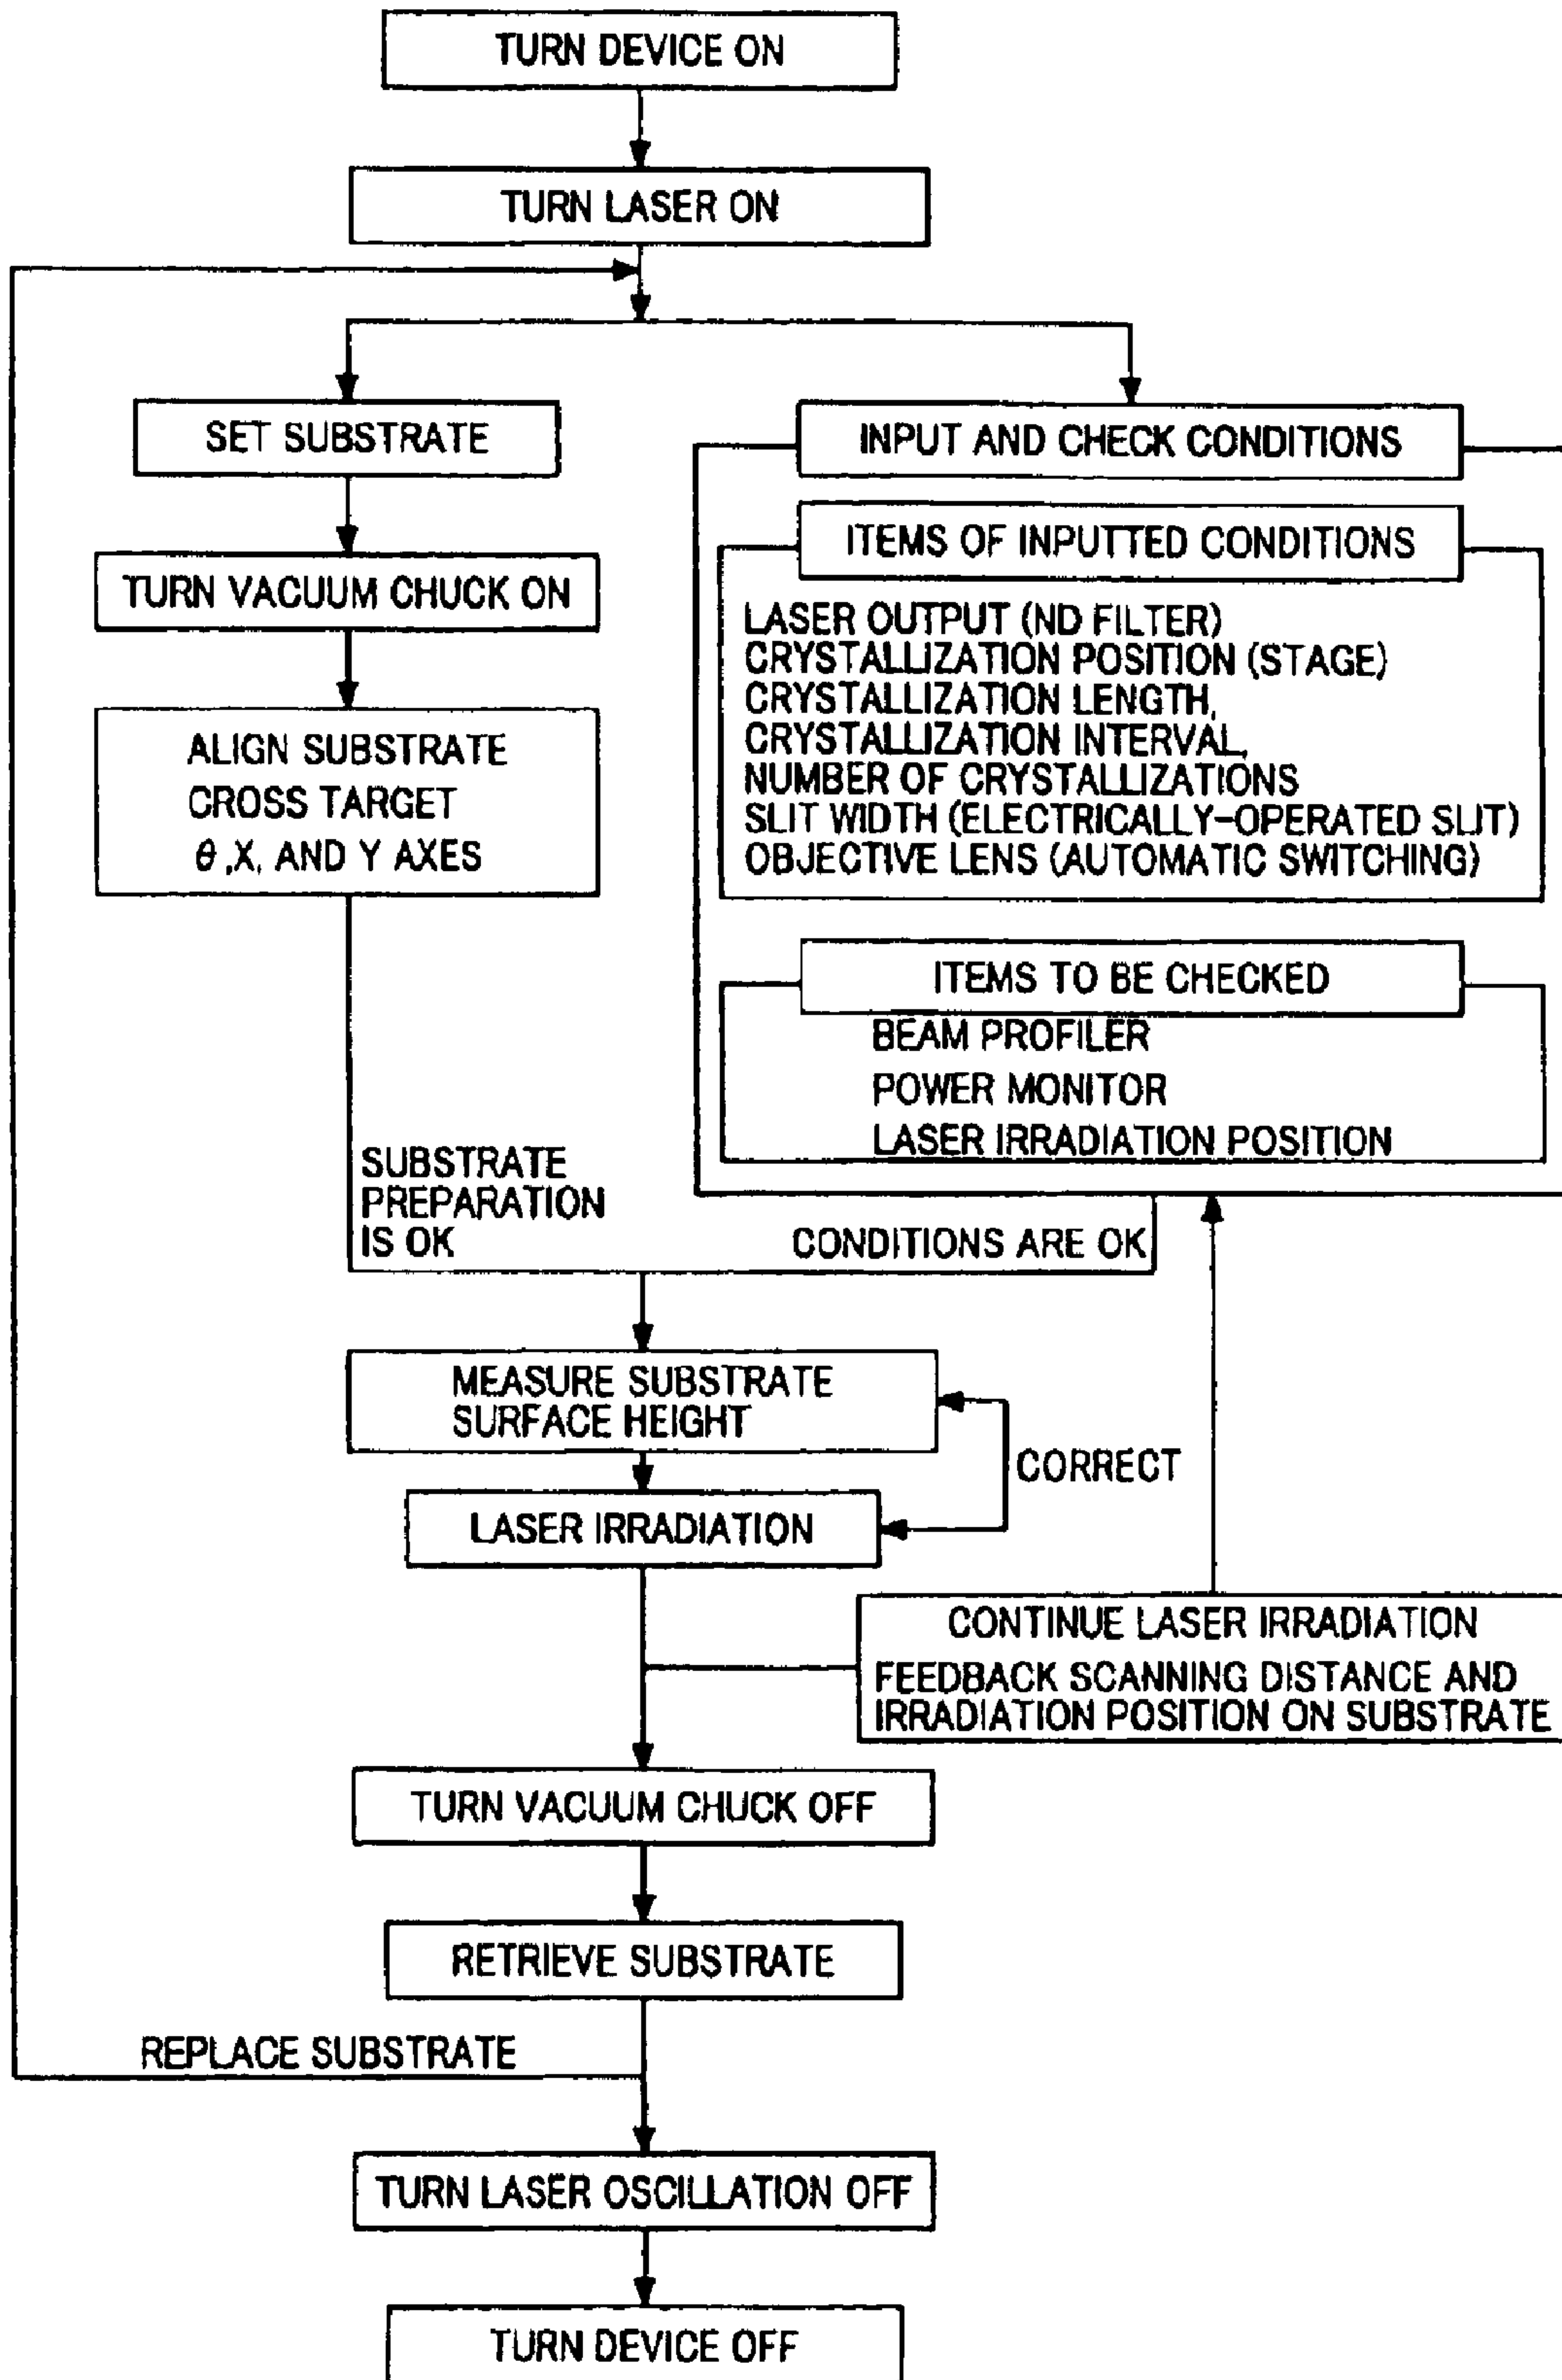 TURN DEVICE ON
TURN LASER ON
SET SUBSTRATE
TURN VACUUM CHUCK ON
ALIGN SUBSTRATE
CROSS TARGET
θ,X, AND Y AXES
SUBSTRATE
PREPARATION
IS OK
INPUT AND CHECK CONDITIONS
ITEMS OF INPUTTED CONDITIONS
LASER OUTPUT (ND FILTER)
CRYSTALLIZATION POSITION (STAGE)
CRYSTALLIZATION LENGTH,
CRYSTALLIZATION INTERVAL,
NUMBER OF CRYSTALLIZATIONS
SLIT WIDTH (ELECTRICALLY-OPERATED SLIT)
OBJECTIVE LENS (AUTOMATIC SWITCHING)
ITEMS TO BE CHECKED
BEAM PROFILER
POWER MONITOR
LASER IRRADIATION POSITION
CONDITIONS ARE OK
MEASURE SUBSTRATE
SURFACE HEIGHT
CORRECT
LASER IRRADIATION
CONTINUE LASER IRRADIATION
FEEDBACK SCANNING DISTANCE AND
IRRADIATION POSITION ON SUBSTRATE
TURN VACUUM CHUCK OFF
RETRIEVE SUBSTRATE
REPLACE SUBSTRATE
TURN LASER OSCILLATION OFF
TURN DEVICE OFF